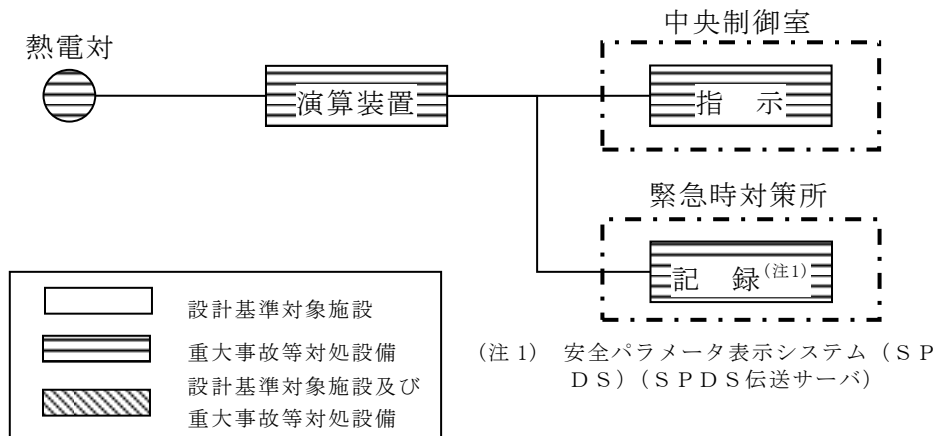 中央制御室
熱電対
演算装置
指　示
緊急時対策所
記　録(注1)
設計基準対象施設
重大事故等対処設備
設計基準対象施設及び
重大事故等対処設備
(注 1)　安全パラメータ表示システム（ＳＰ
ＤＳ）（ＳＰＤＳ伝送サーバ）